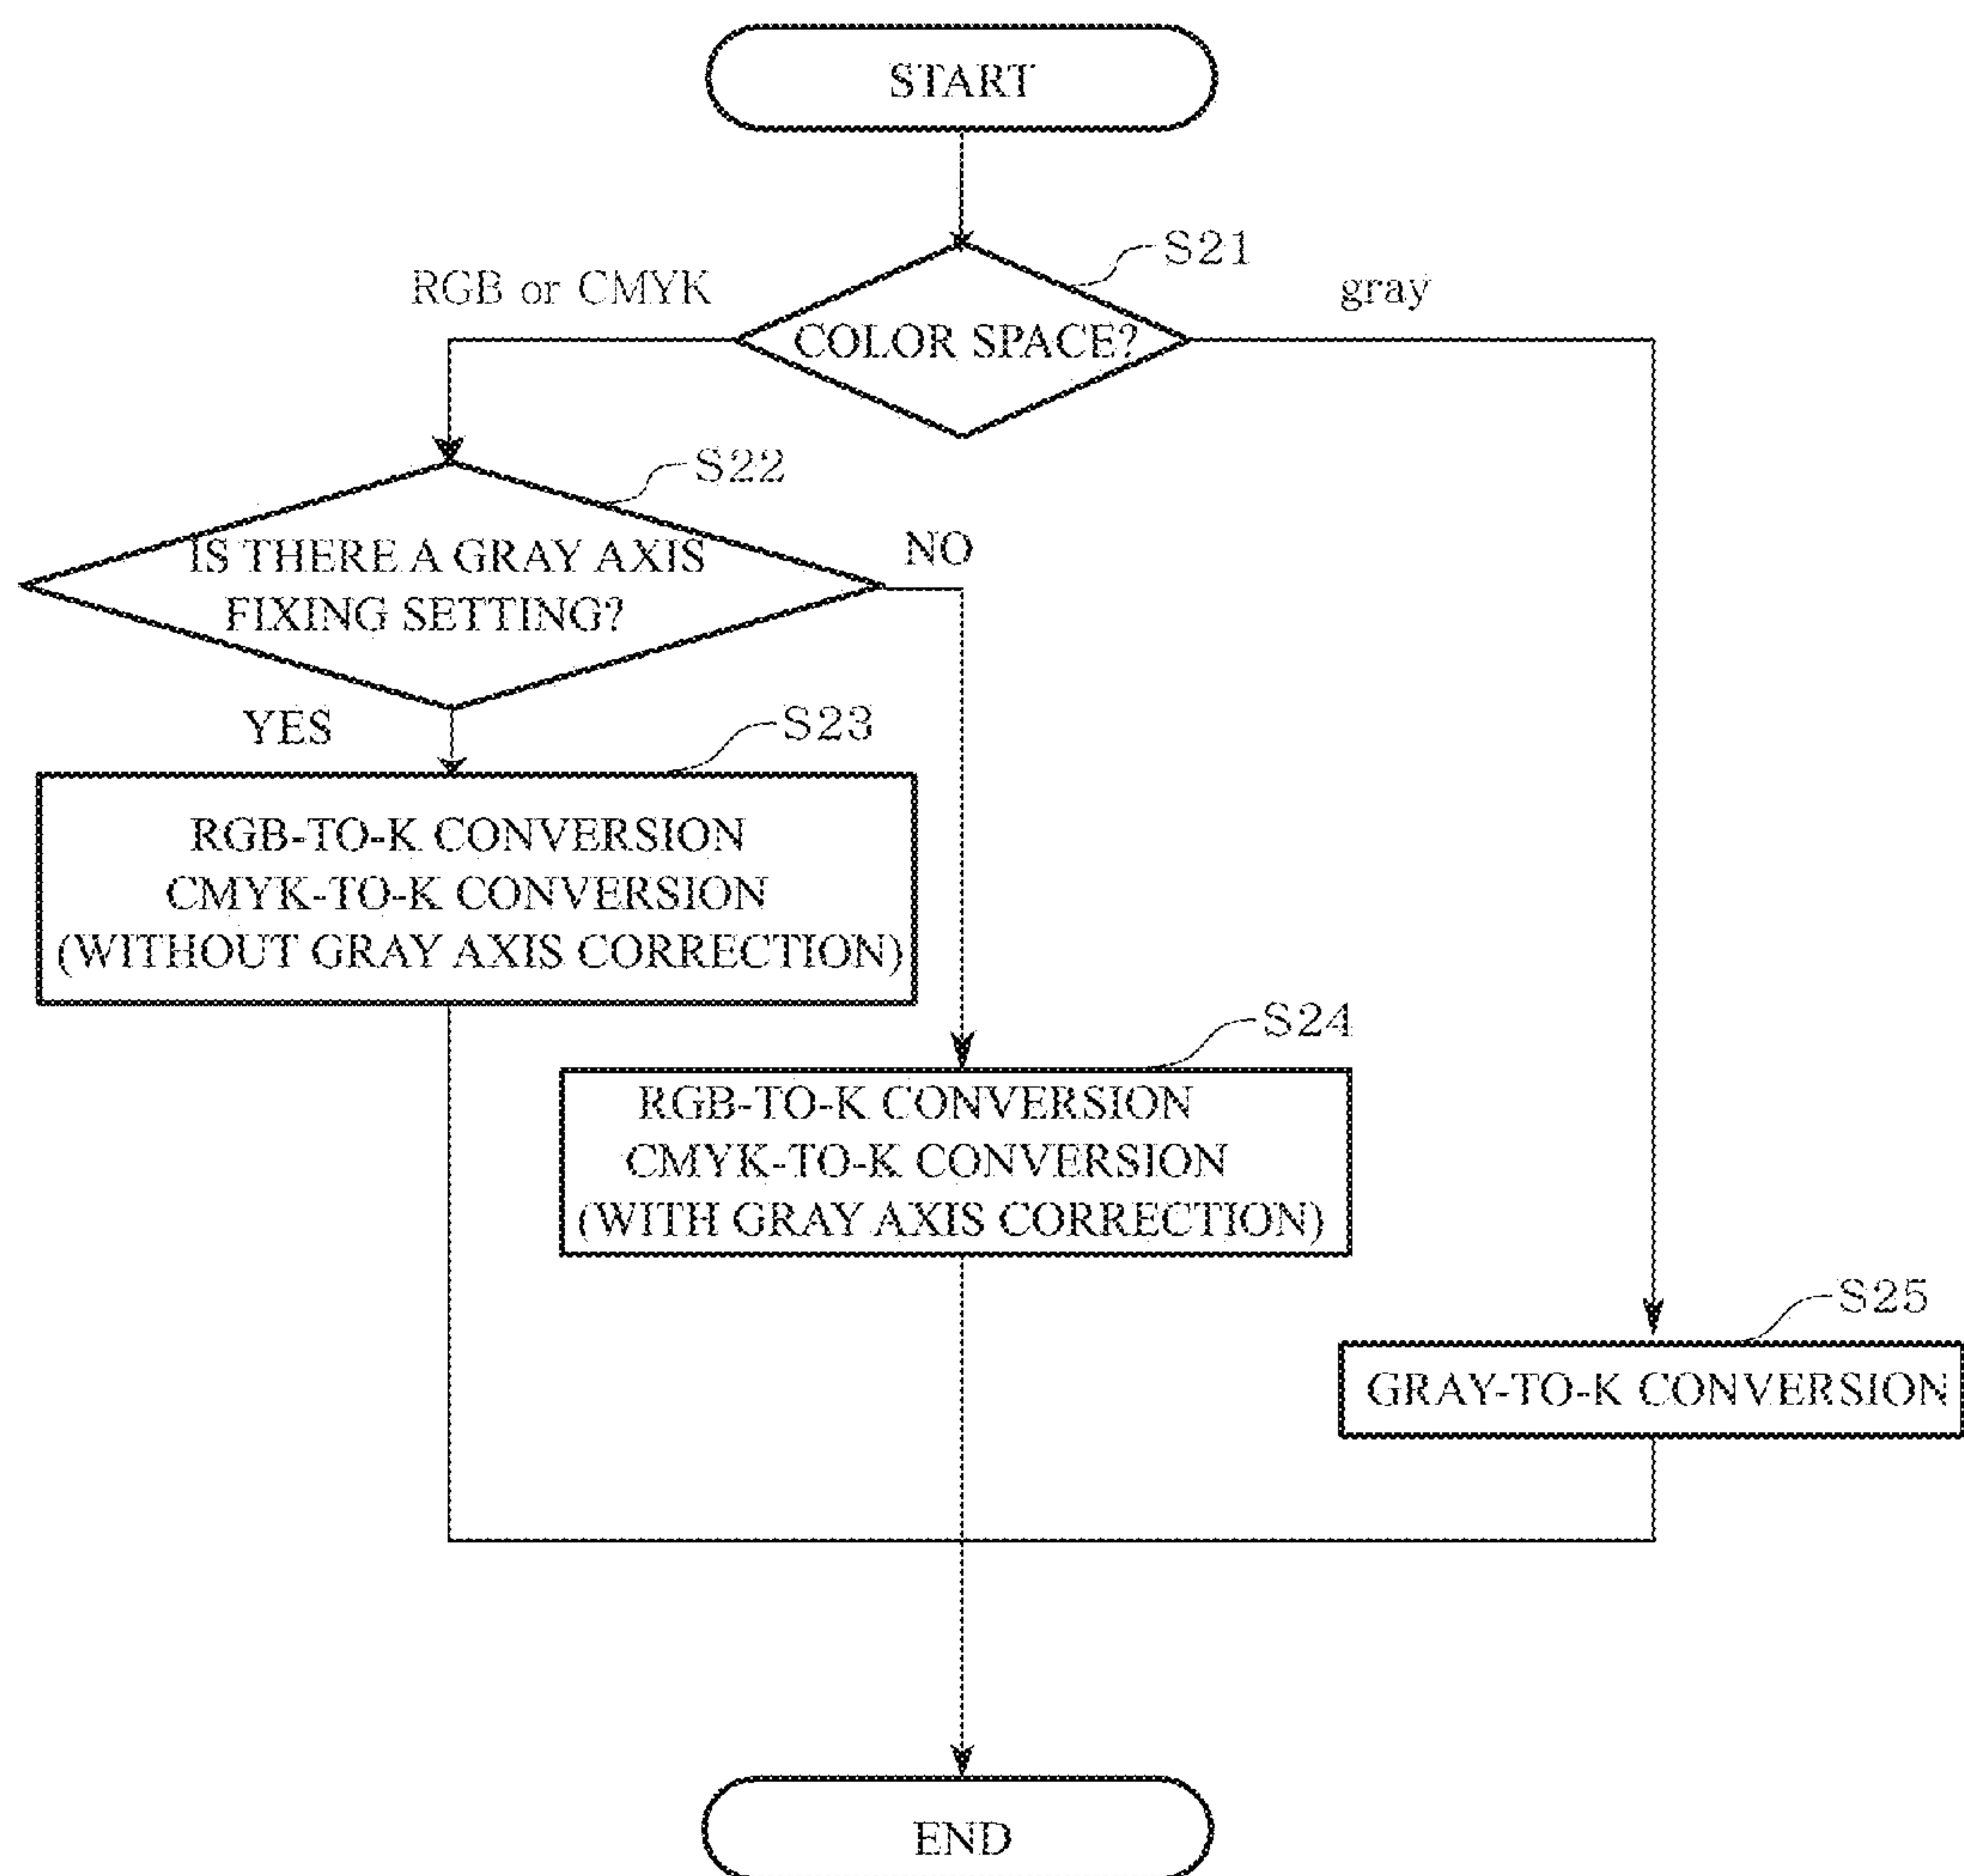 START
S21
RGB or CMYK
gray
COLOR SPACE?
S22
IS THERE A GRAY AXIS
FIXING SETTING?
NO
YES
S23
RGB-TO-K CONVERSION
CMYK-TO-K CONVERSION
(WITHOUT GRAY AXIS CORRECTION)
S24
RGB-TO-K CONVERSION
CMYK-TO-K CONVERSION
(WITH GRAY AXIS CORRECTION)
S25
GRAY-TO-K CONVERSION
END